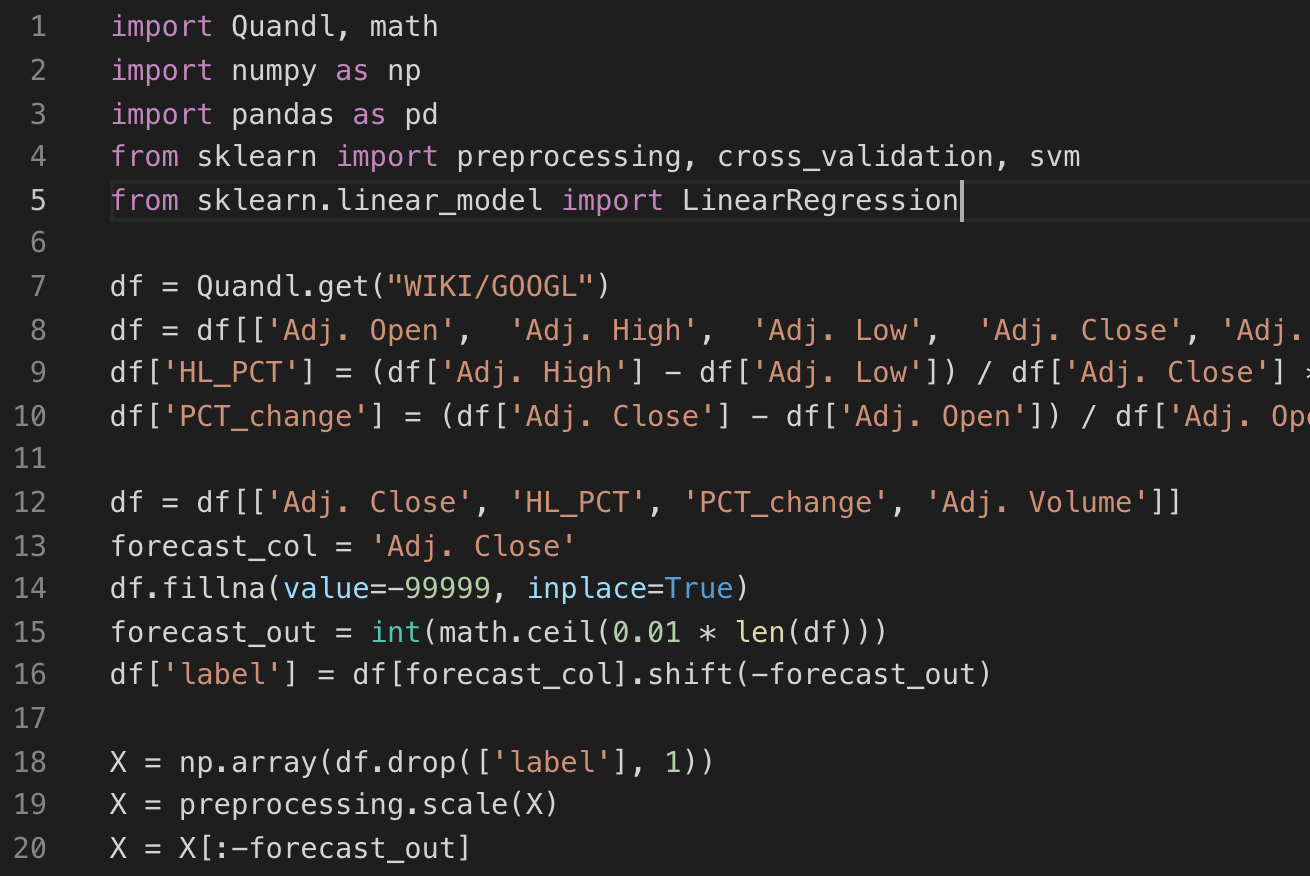 1 import Quandl, math
2 import numpy as np
3 import pandas as pd
4 from sklearn import preprocessing, cross_validation, svm
5 from sklearn.linear_model import LinearRegression
6
7 df = Quandl.get("WIKI/GOOGL")
8 df = df[['Adj. Open',  'Adj. High',  'Adj. Low',  'Adj. Close', 'Adj.
9 df['HL_PCT'] = (df['Adj. High'] - df['Adj. Low']) / df['Adj. Close'] *
10 df['PCT_change'] = (df['Adj. Close'] - df['Adj. Open']) / df['Adj. Ope
11
12 df = df[['Adj. Close', 'HL_PCT', 'PCT_change', 'Adj. Volume']]
13 forecast_col = 'Adj. Close'
14 df.fillna(value=-99999, inplace=True)
15 forecast_out = int(math.ceil(0.01 * len(df)))
16 df['label'] = df[forecast_col].shift(-forecast_out)
17
18 X = np.array(df.drop(['label'], 1))
19 X = preprocessing.scale(X)
20 X = X[:-forecast_out]